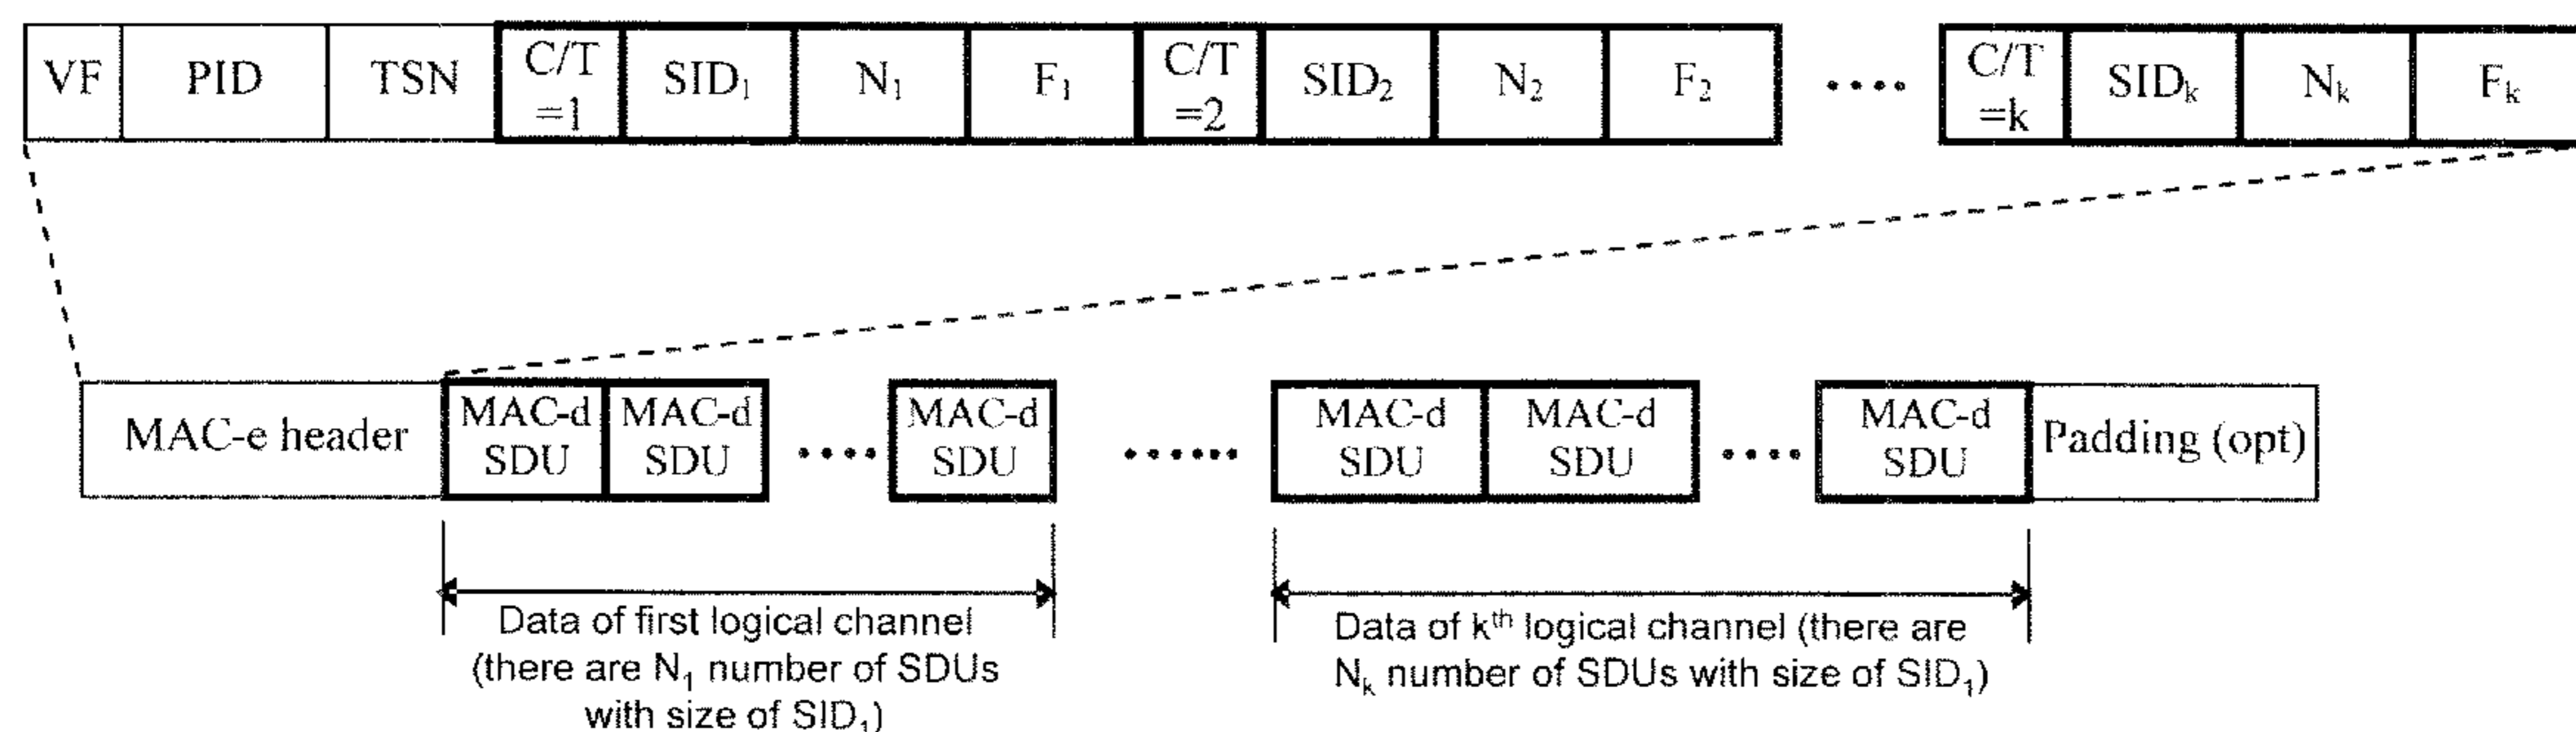 VF PID TSN C/T =1 SID₁ N₁ F₁ C/T =2 SID₂ N₂ F₂ •••• C/T =k SIDₖ Nₖ Fₖ
MAC-e header MAC-d SDU MAC-d SDU •••• MAC-d SDU •••••• MAC-d SDU MAC-d SDU •••• MAC-d SDU Padding (opt)
Data of first logical channel
(there are N₁ number of SDUs
with size of SID₁)
Data of kᵗʰ logical channel (there are
Nₖ number of SDUs with size of SID₁)